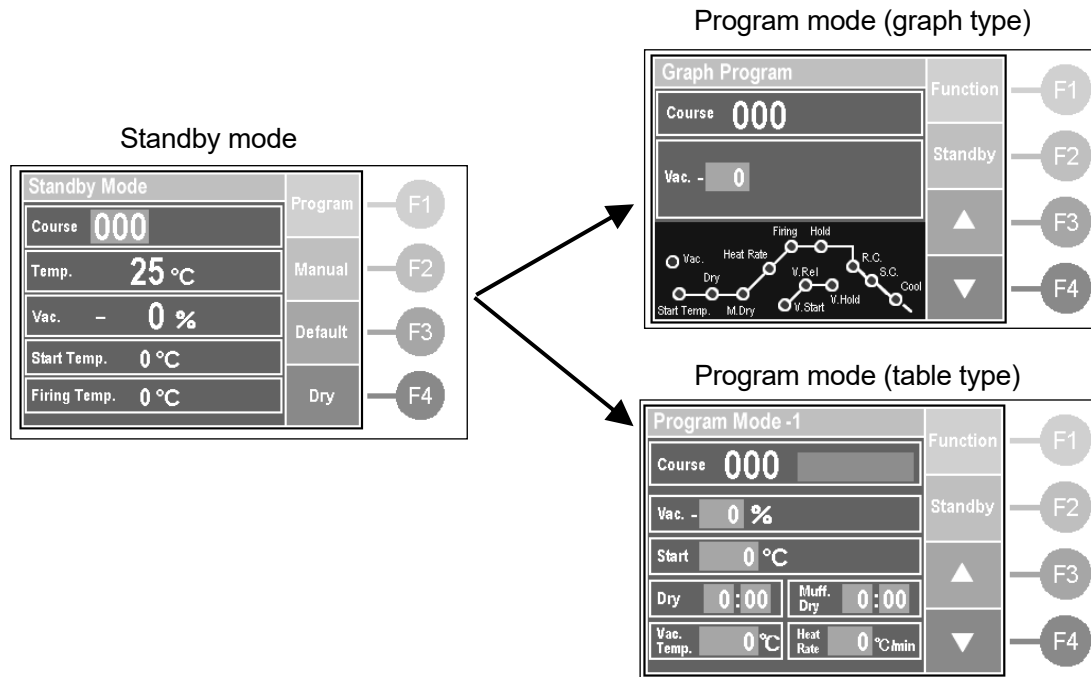 Standby mode
Standby Mode
Course 000
Temp. 25 °C
Vac. – 0 %
Start Temp. 0 °C
Firing Temp. 0 °C
Program F1
Manual F2
Default F3
Dry F4
Program mode (graph type)
Graph Program
Course 000
Vac. - 0
Firing Hold
Vac. Heat Rate R.C.
Dry V.Rel S.C.
Cool
Start Temp. M.Dry V.Start V.Hold
Function F1
Standby F2
▲ F3
▼ F4
Program mode (table type)
Program Mode -1
Course 000
Vac. - 0 %
Start 0 °C
Dry 0:00 Muff. Dry 0:00
Vac. Temp. 0 °C Heat Rate 0 °C/min
Function F1
Standby F2
▲ F3
▼ F4